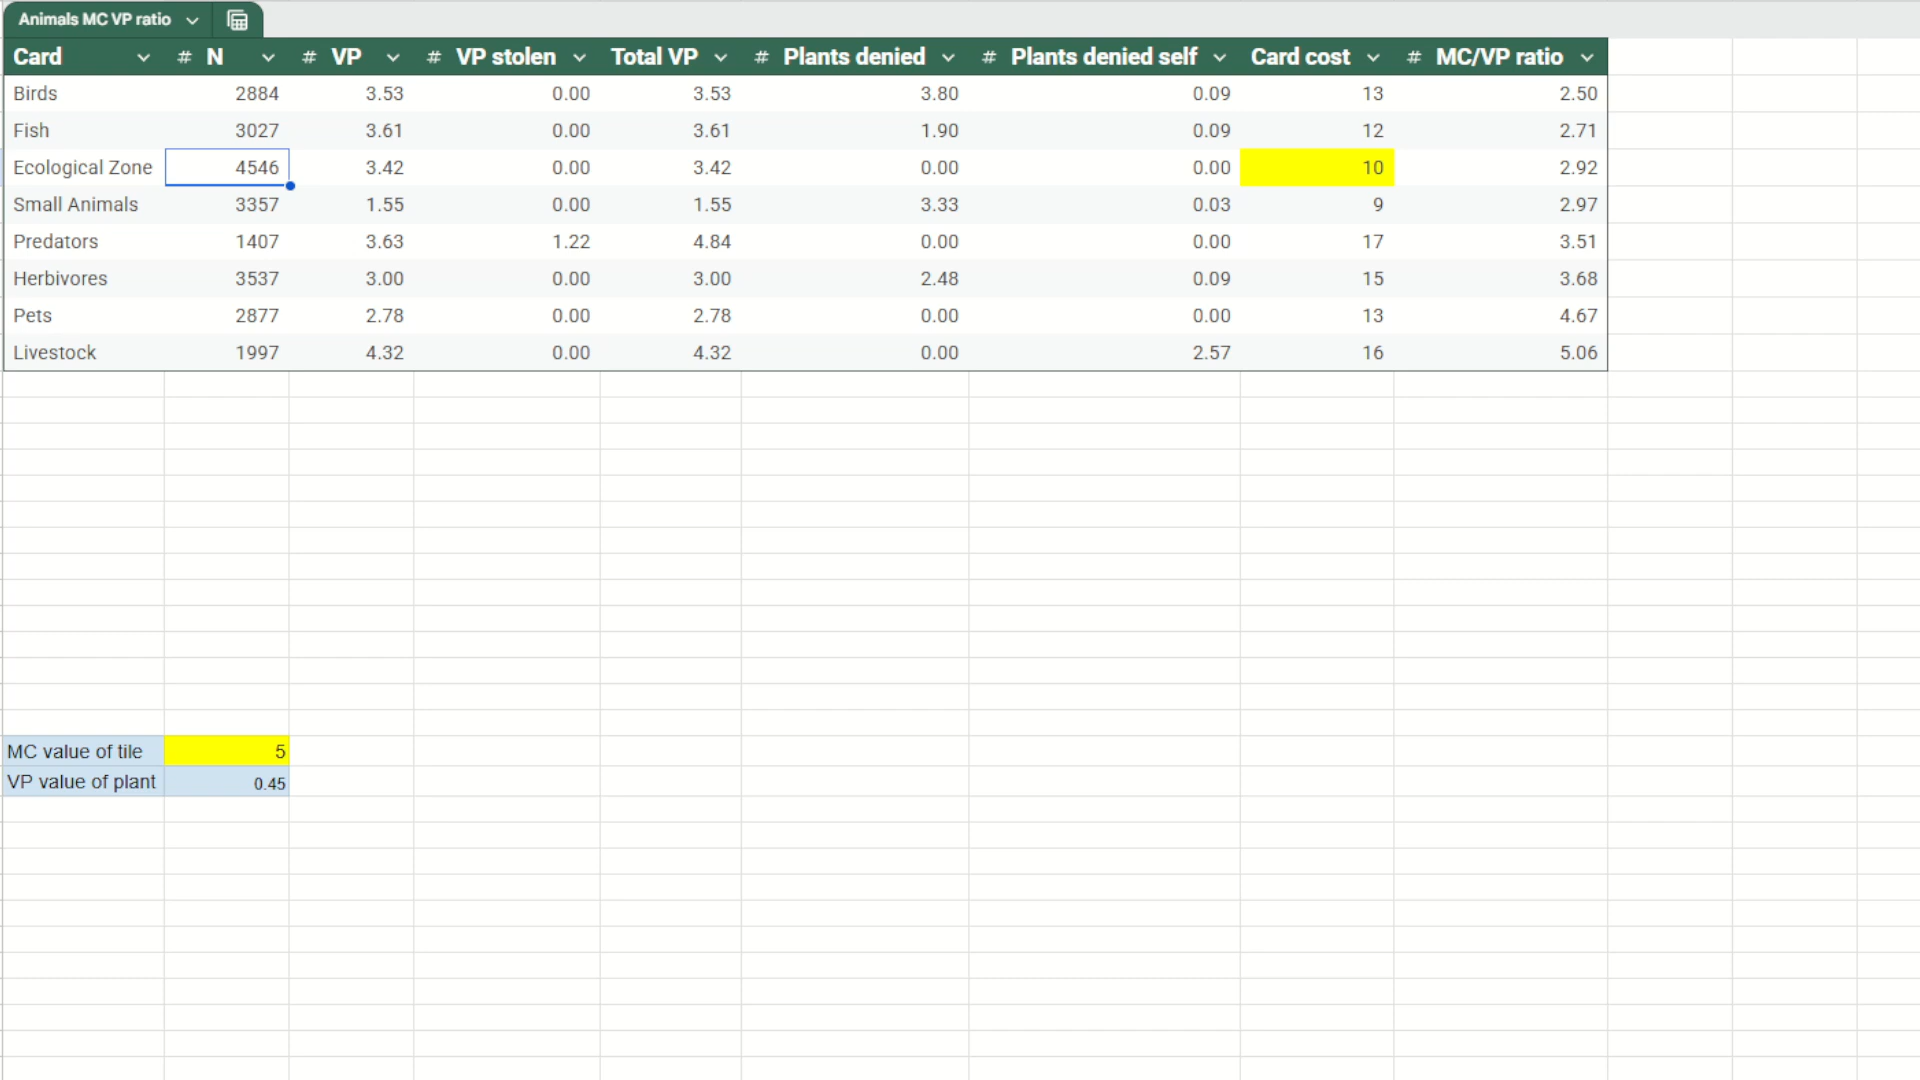 Animals MC VP ratio
Card # N # VP # VP stolen Total VP # Plants denied # Plants denied self Card cost # MC/VP ratio
Birds 2884 3.53 0.00 3.53 3.80 0.09 13 2.50
Fish 3027 3.61 0.00 3.61 1.90 0.09 12 2.71
Ecological Zone 4546 3.42 0.00 3.42 0.00 0.00 10 2.92
Small Animals 3357 1.55 0.00 1.55 3.33 0.03 9 2.97
Predators 1407 3.63 1.22 4.84 0.00 0.00 17 3.51
Herbivores 3537 3.00 0.00 3.00 2.48 0.09 15 3.68
Pets 2877 2.78 0.00 2.78 0.00 0.00 13 4.67
Livestock 1997 4.32 0.00 4.32 0.00 2.57 16 5.06
MC value of tile 5
VP value of plant 0.45